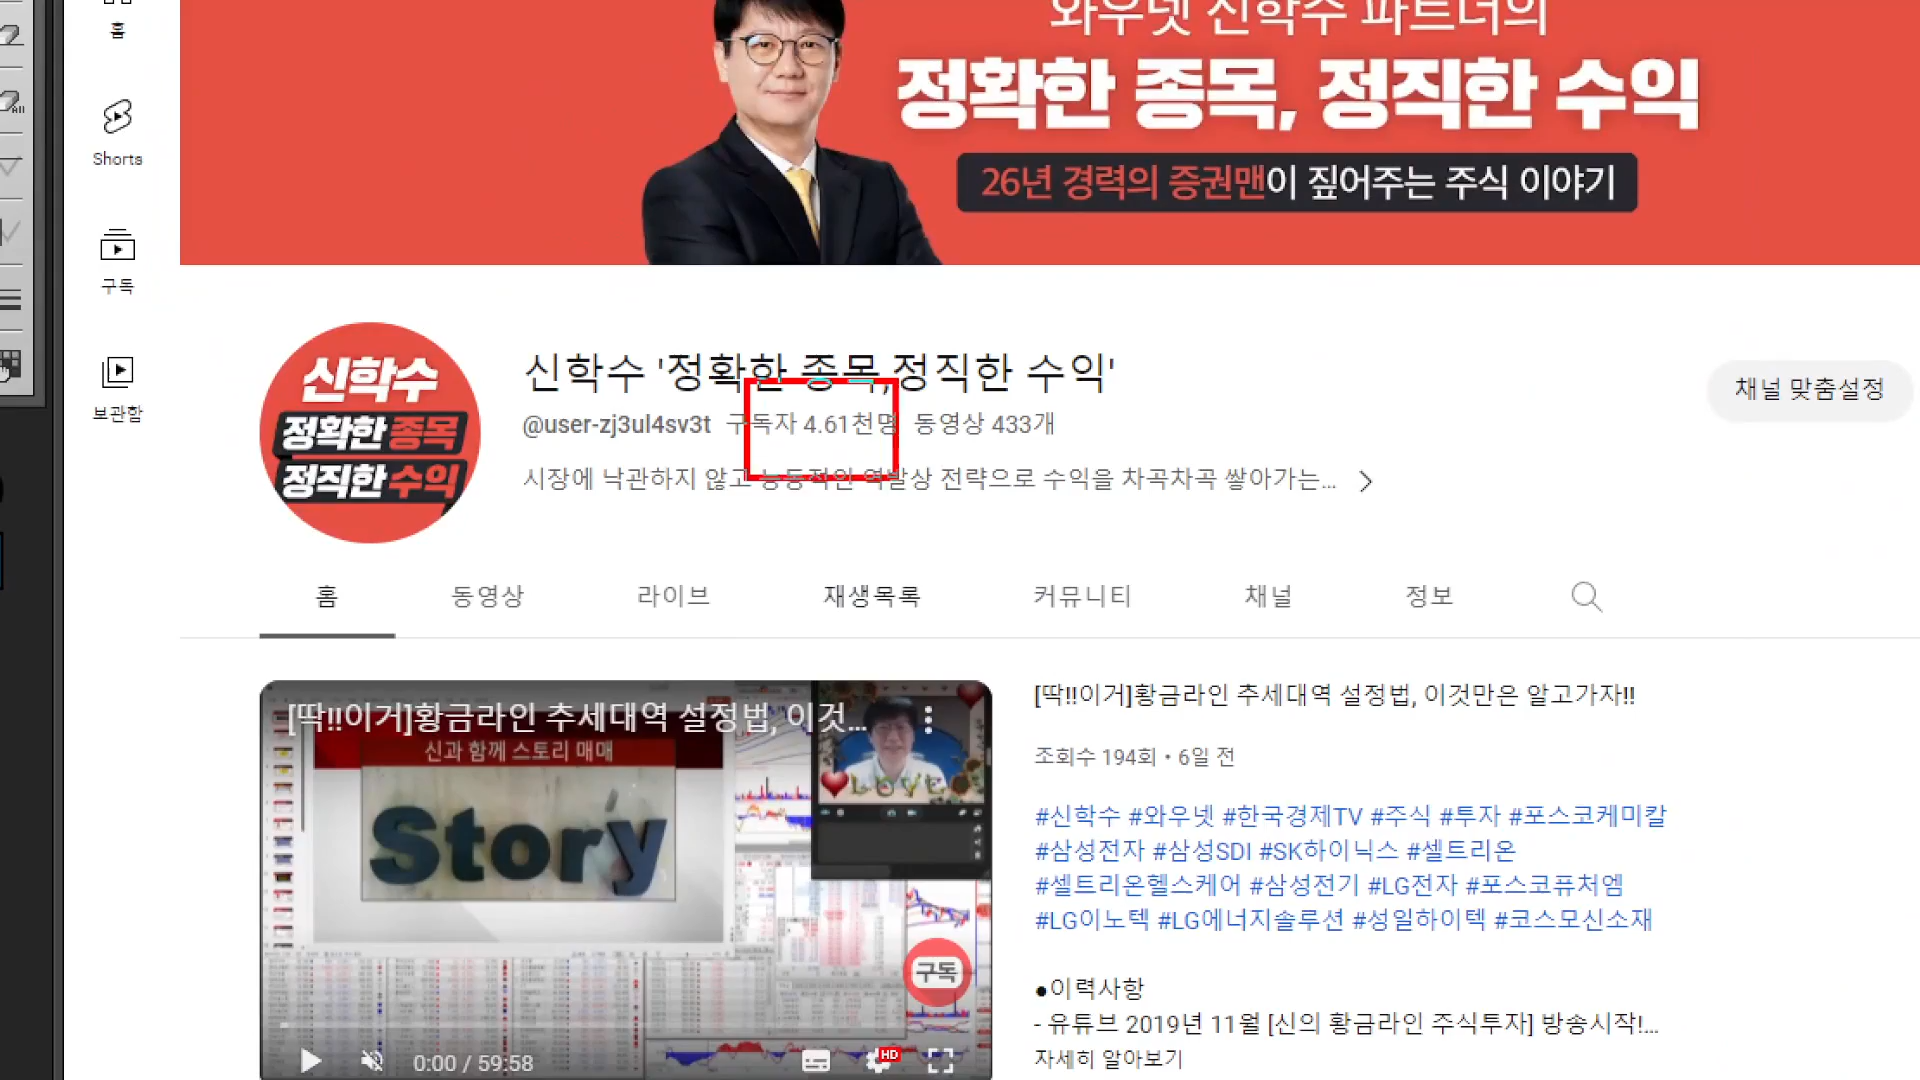 와우넷 신학수 파트너의
정확한 종목, 정직한 수익
26년 경력의 증권맨이 짚어주는 주식 이야기
홈
Shorts
구독
보관함
신학수
정확한 종목
정직한 수익
신학수 '정확한 종목,정직한 수익'
@user-zj3ul4sv3t 구독자 4.61천명 동영상 433개
시장에 낙관하지 않고 능동적인 역발상 전략으로 수익을 차곡차곡 쌓아가는...
채널 맞춤설정
홈 동영상 라이브 재생목록 커뮤니티 채널 정보
[딱!!이거]황금라인 추세대역 설정법, 이것...
신과 함께 스토리 매매
Story
LOVE
구독
0:00 / 59:58
HD
[딱!!이거]황금라인 추세대역 설정법, 이것만은 알고가자!!
조회수 194회 • 6일 전
#신학수 #와우넷 #한국경제TV #주식 #투자 #포스코케미칼
#삼성전자 #삼성SDI #SK하이닉스 #셀트리온
#셀트리온헬스케어 #삼성전기 #LG전자 #포스코퓨처엠
#LG이노텍 #LG에너지솔루션 #성일하이텍 #코스모신소재
●이력사항
- 유튜브 2019년 11월 [신의 황금라인 주식투자] 방송시작!...
자세히 알아보기